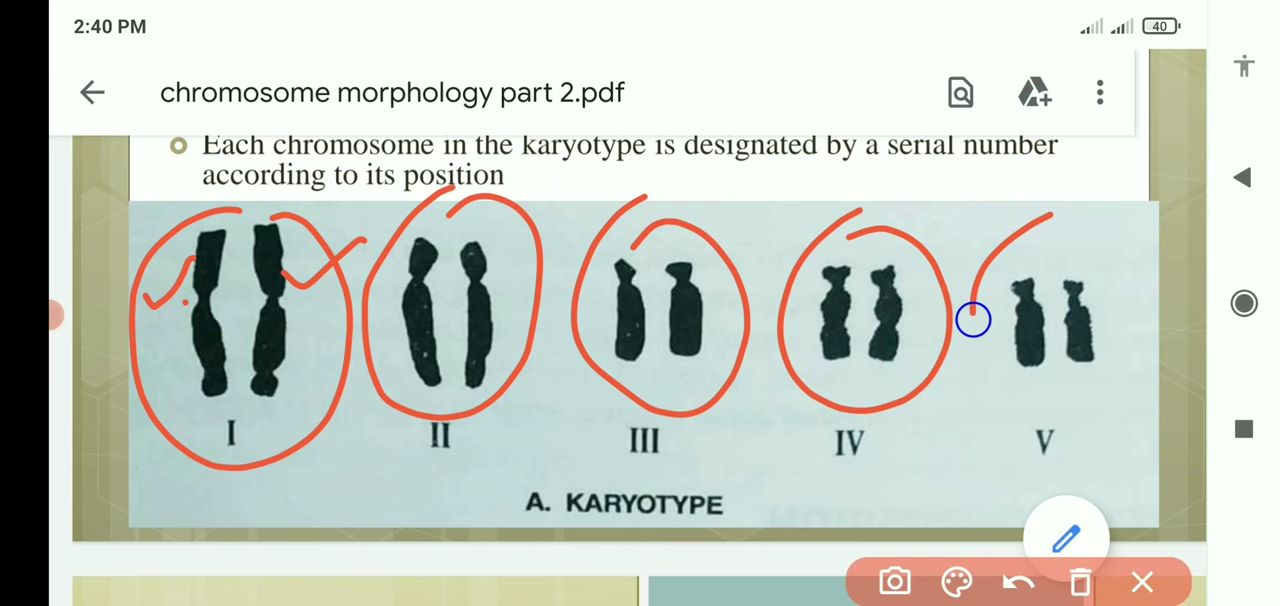 2:40 PM
40
chromosome morphology part 2.pdf
Each chromosome in the karyotype is designated by a serial number
according to its position
I II III IV V
A. KARYOTYPE